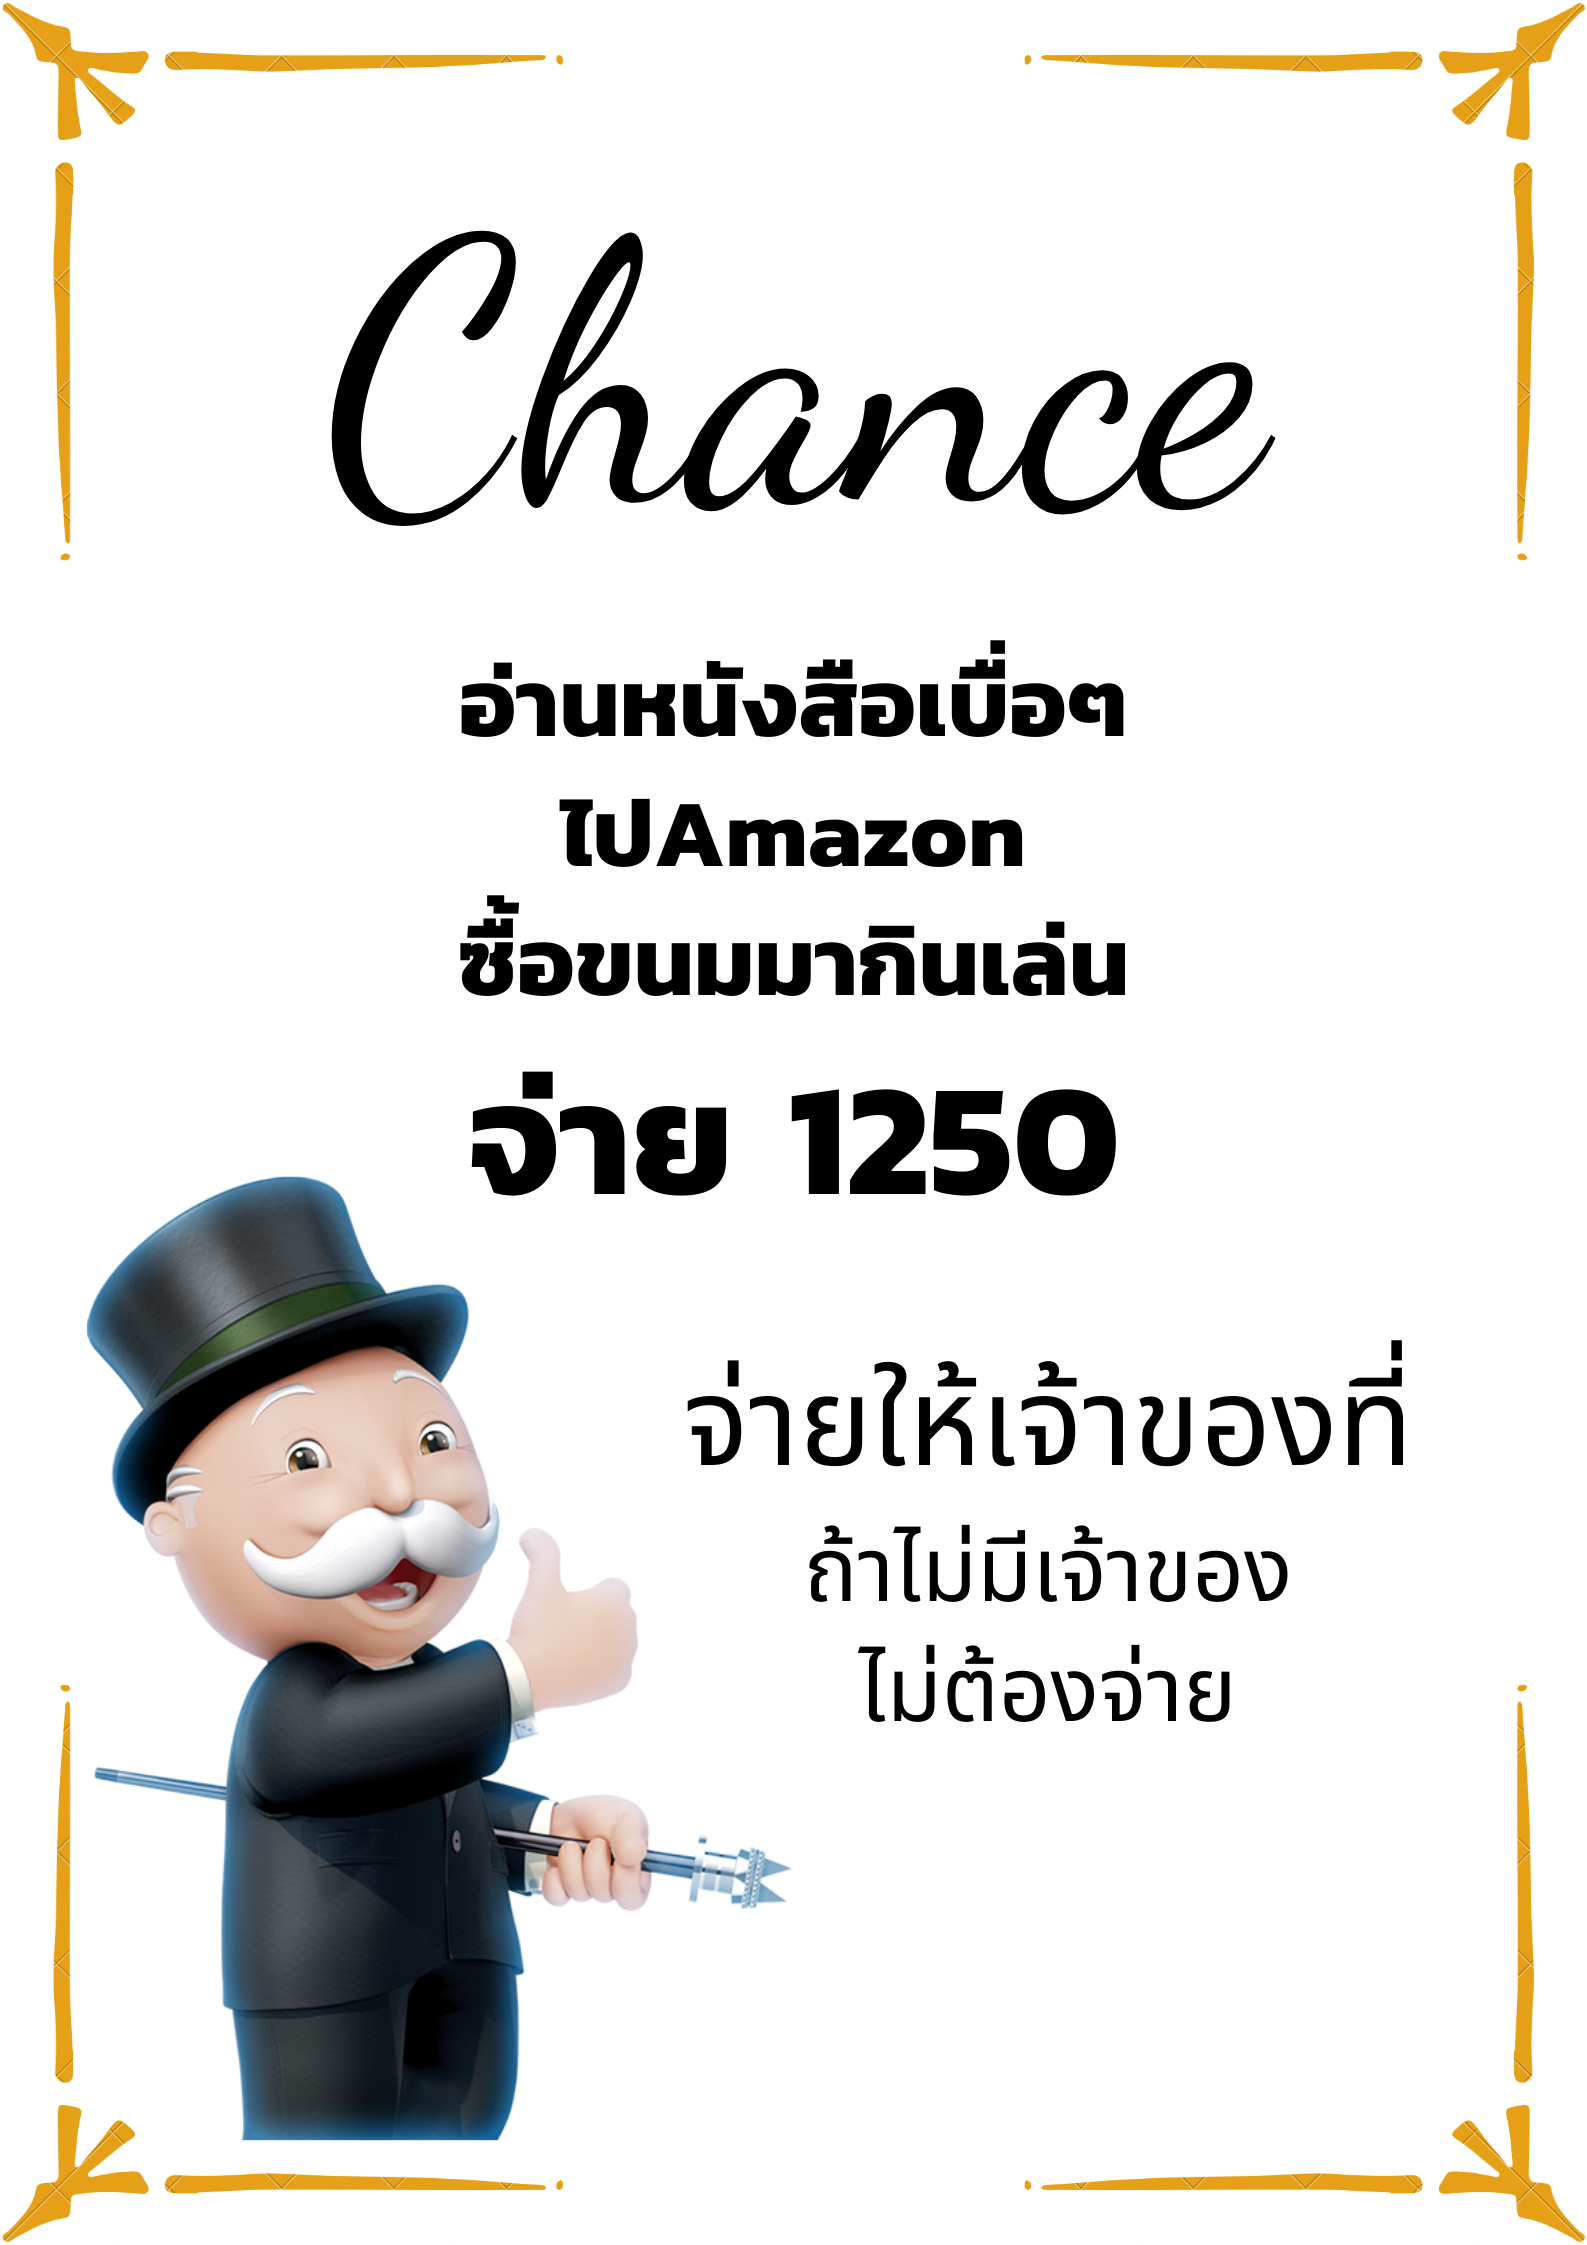 Chance
อ่านหนังสือเบื่อๆ
ไปAmazon
ซื้อขนมมากินเล่น
จ่าย 1250
จ่ายให้เจ้าของที่
ถ้าไม่มีเจ้าของ
ไม่ต้องจ่าย